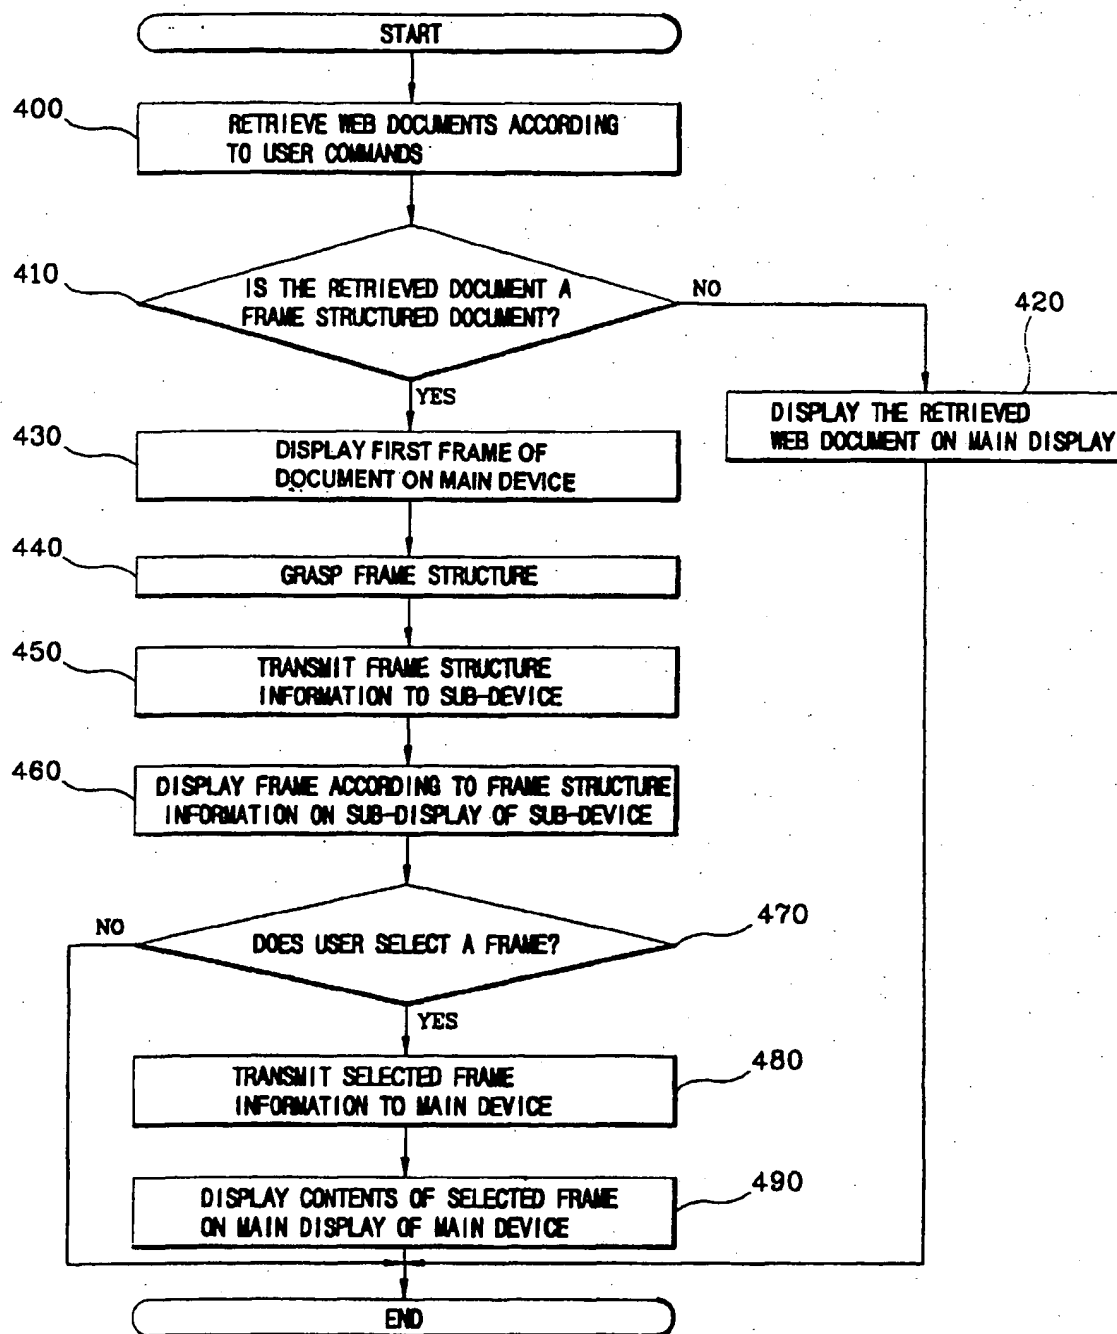 START
400
RETRIEVE WEB DOCUMENTS ACCORDING
TO USER COMMANDS
410
IS THE RETRIEVED DOCUMENT A
FRAME STRUCTURED DOCUMENT?
NO
420
YES
DISPLAY THE RETRIEVED
WEB DOCUMENT ON MAIN DISPLAY
430
DISPLAY FIRST FRAME OF
DOCUMENT ON MAIN DEVICE
440
GRASP FRAME STRUCTURE
450
TRANSMIT FRAME STRUCTURE
INFORMATION TO SUB-DEVICE
460
DISPLAY FRAME ACCORDING TO FRAME STRUCTURE
INFORMATION ON SUB-DISPLAY OF SUB-DEVICE
NO
DOES USER SELECT A FRAME?
470
YES
TRANSMIT SELECTED FRAME
INFORMATION TO MAIN DEVICE
480
DISPLAY CONTENTS OF SELECTED FRAME
ON MAIN DISPLAY OF MAIN DEVICE
490
END